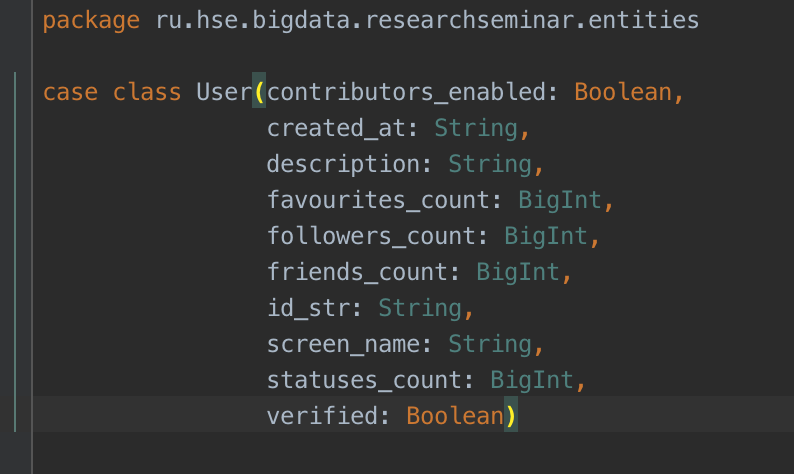 package ru.hse.bigdata.researchseminar.entities
case class User(contributors_enabled: Boolean,
created_at: String,
description: String,
favourites_count: BigInt,
followers_count: BigInt,
friends_count: BigInt,
id_str: String,
screen_name: String,
statuses_count: BigInt,
verified: Boolean)